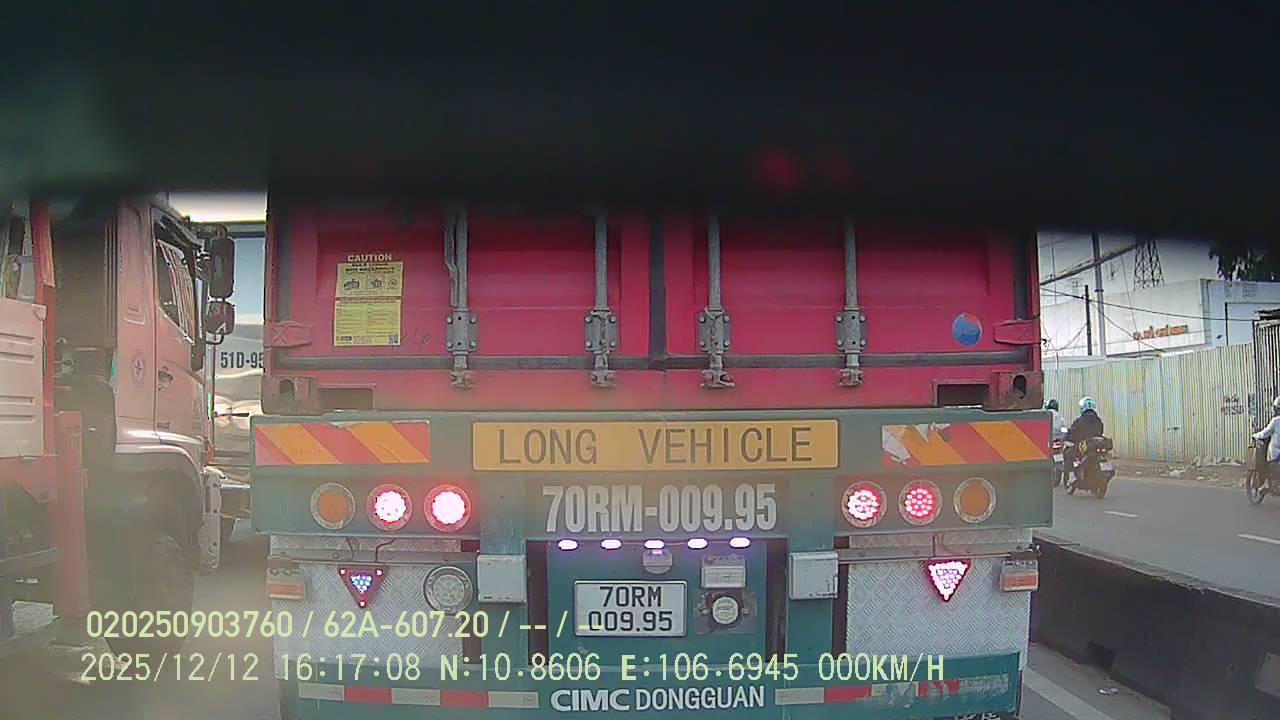 CAUTION
51D-95
LONG VEHICLE
70RM-009.95
70RM
009.95
020250903760 / 62A-607.20 / -- / --
2025/12/12 16:17:08 N:10.8606 E:106.6945 000KM/H
CIMC DONGGUAN